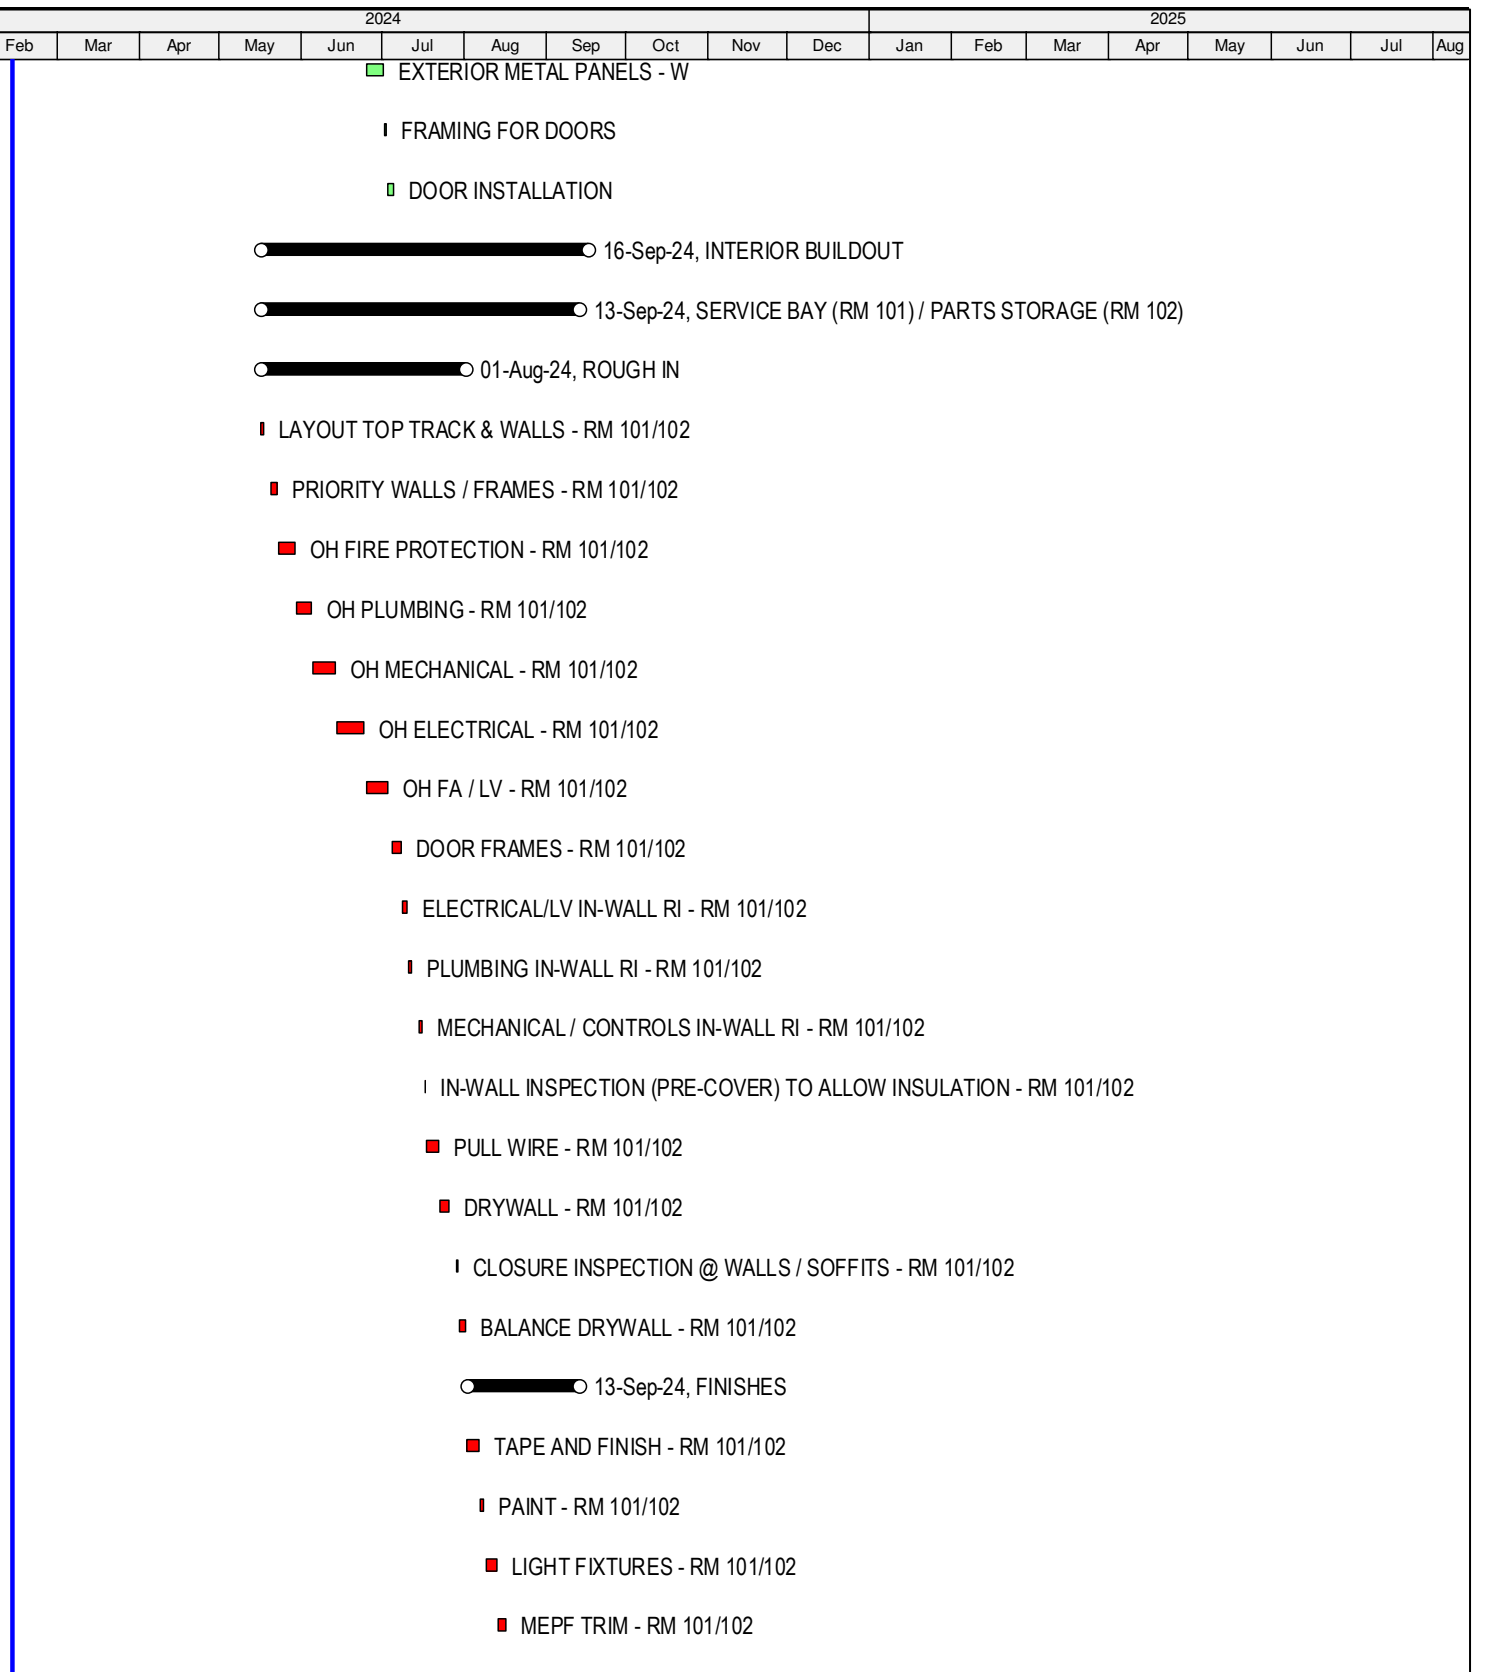 2024 2025
Feb Mar Apr May Jun Jul Aug Sep Oct Nov Dec Jan Feb Mar Apr May Jun Jul Aug
EXTERIOR METAL PANELS - W
FRAMING FOR DOORS
DOOR INSTALLATION
16-Sep-24, INTERIOR BUILDOUT
13-Sep-24, SERVICE BAY (RM 101) / PARTS STORAGE (RM 102)
01-Aug-24, ROUGH IN
LAYOUT TOP TRACK & WALLS - RM 101/102
PRIORITY WALLS / FRAMES - RM 101/102
OH FIRE PROTECTION - RM 101/102
OH PLUMBING - RM 101/102
OH MECHANICAL - RM 101/102
OH ELECTRICAL - RM 101/102
OH FA / LV - RM 101/102
DOOR FRAMES - RM 101/102
ELECTRICAL/LV IN-WALL RI - RM 101/102
PLUMBING IN-WALL RI - RM 101/102
MECHANICAL / CONTROLS IN-WALL RI - RM 101/102
IN-WALL INSPECTION (PRE-COVER) TO ALLOW INSULATION - RM 101/102
PULL WIRE - RM 101/102
DRYWALL - RM 101/102
CLOSURE INSPECTION @ WALLS / SOFFITS - RM 101/102
BALANCE DRYWALL - RM 101/102
13-Sep-24, FINISHES
TAPE AND FINISH - RM 101/102
PAINT - RM 101/102
LIGHT FIXTURES - RM 101/102
MEPF TRIM - RM 101/102